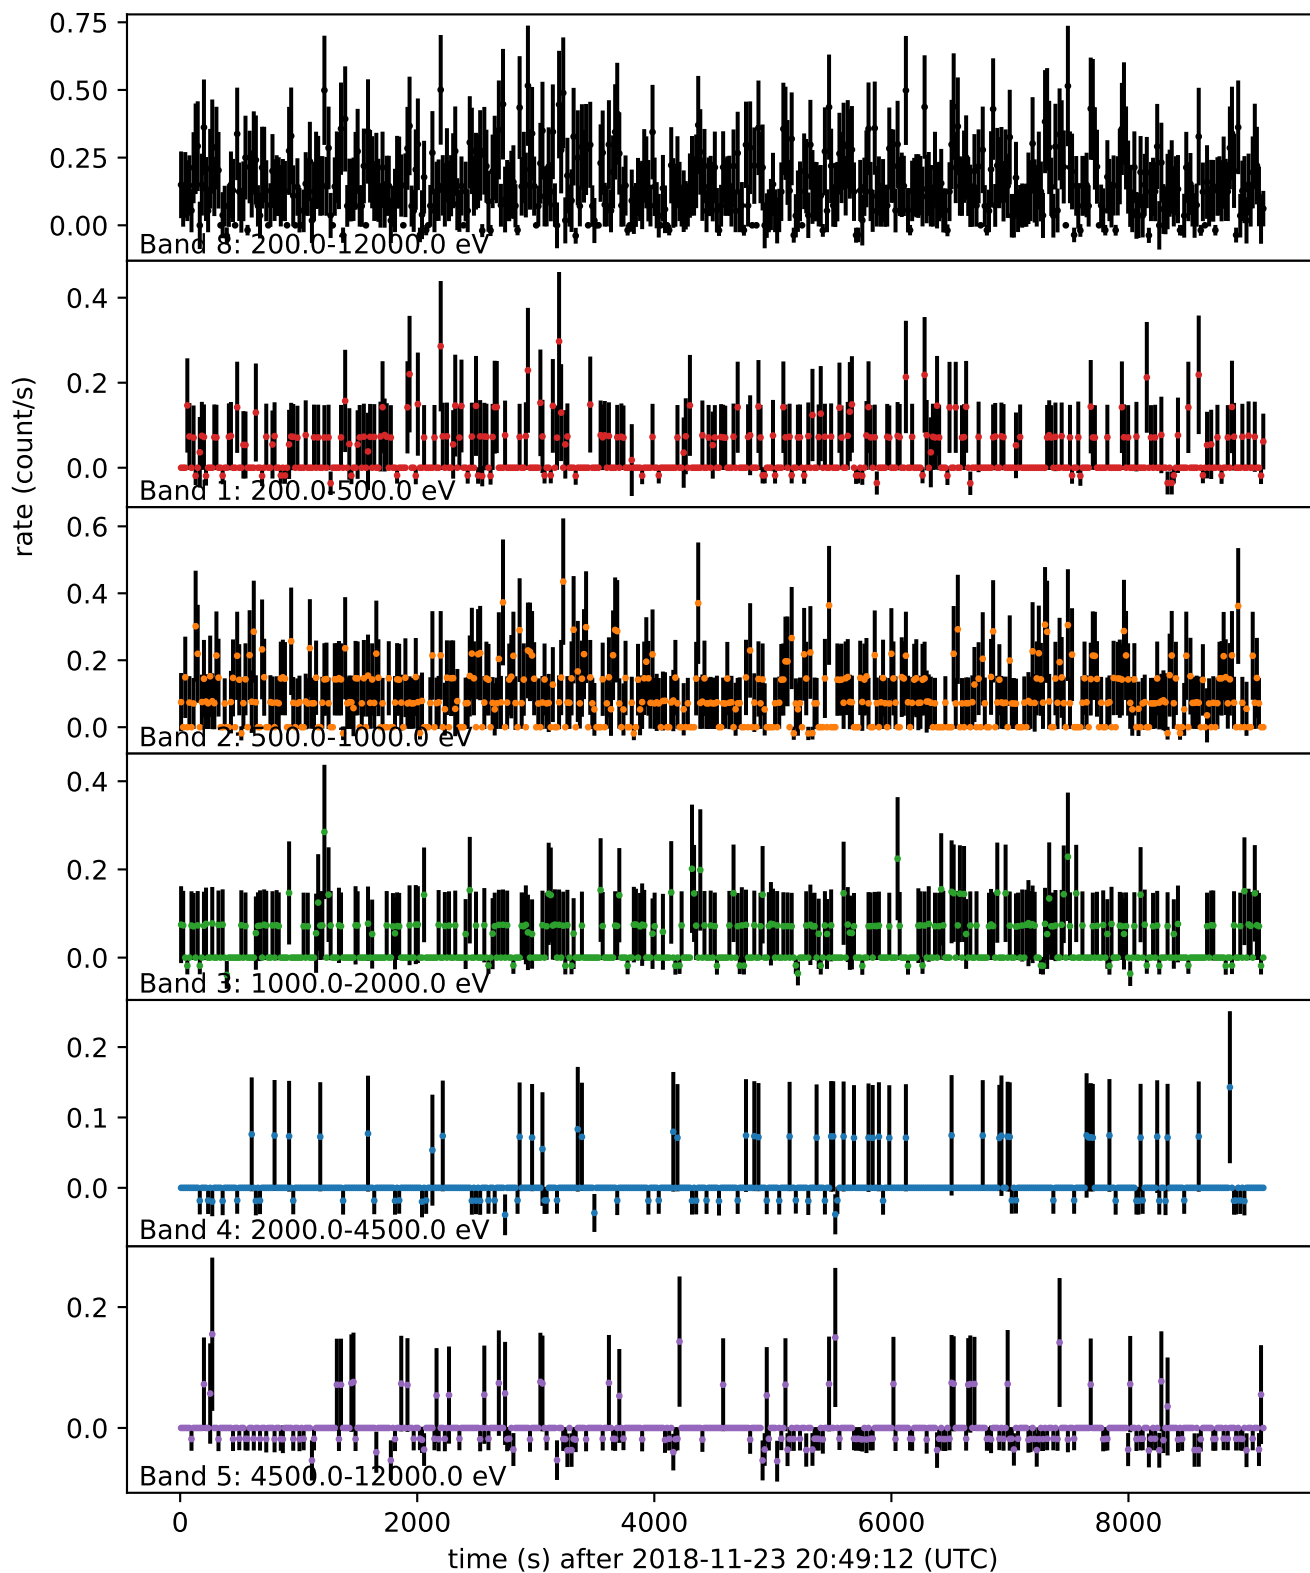 0.75
0.50
0.25
0.00
Band 8: 200.0-12000.0 eV
0.4
0.2
0.0
Band 1: 200.0-500.0 eV
rate (count/s)
0.6
0.4
0.2
0.0
Band 2: 500.0-1000.0 eV
0.4
0.2
0.0
Band 3: 1000.0-2000.0 eV
0.2
0.1
0.0
Band 4: 2000.0-4500.0 eV
0.2
0.0
Band 5: 4500.0-12000.0 eV
0 2000 4000 6000 8000
time (s) after 2018-11-23 20:49:12 (UTC)